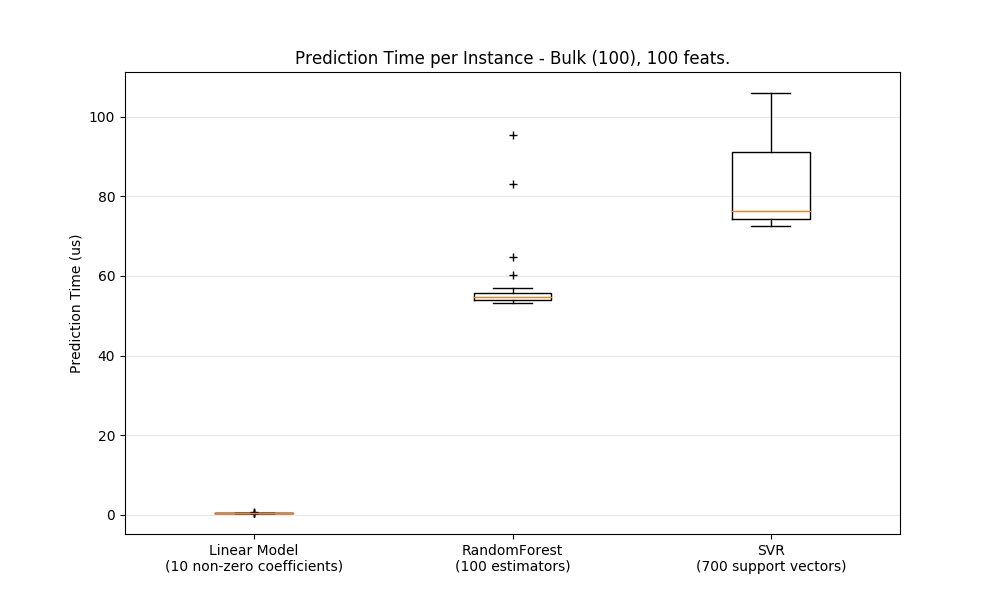 Prediction Time per Instance - Bulk (100), 100 feats.
Prediction Time (us)
100
80
60
40
20
0
Linear Model
(10 non-zero coefficients)
RandomForest
(100 estimators)
SVR
(700 support vectors)